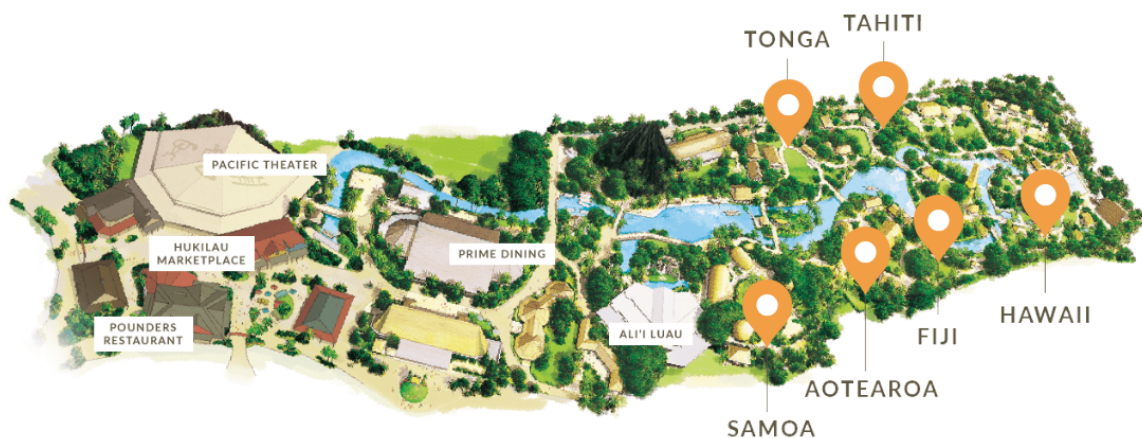 TAHITI
TONGA
PACIFIC THEATER
HUKILAU
MARKETPLACE
PRIME DINING
POUNDERS
RESTAURANT
ALI'I LUAU
HAWAII
FIJI
AOTEAROA
SAMOA